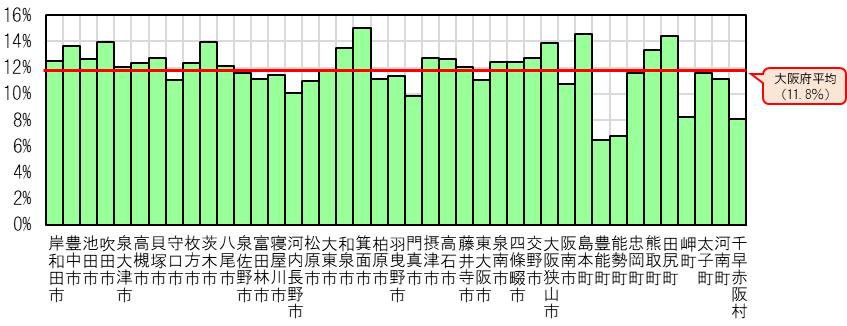 16%
14%
12%
10%
8%
6%
4%
2%
0%
大阪府平均
（11.8%）
岸和田市
豊中市
池田市
吹田市
泉大津市
高槻市
貝塚市
守口市
枚方市
茨木市
八尾市
泉佐野市
富田林市
寝屋川市
河内長野市
松原市
大東市
和泉市
箕面市
柏原市
羽曳野市
門真市
摂津市
高石市
藤井寺市
東大阪市
泉南市
四條畷市
交野市
大阪狭山市
阪南市
島本町
豊能町
能勢町
忠岡町
熊取町
田尻町
岬町
太子町
河南町
千早赤阪村